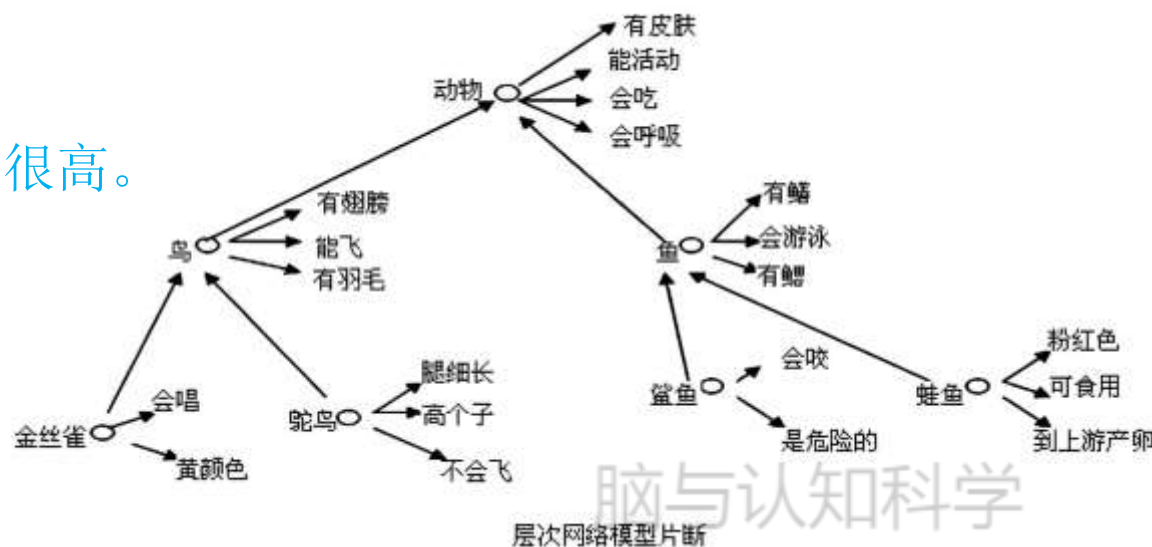 有皮肤
能活动
动物
会吃
会呼吸
很高。
有翅膀
鸟
能飞
有羽毛
有鳍
鱼
会游泳
有鳃
金丝雀
会唱
黄颜色
鸵鸟
腿细长
高个子
不会飞
鲨鱼
会咬
是危险的
鲑鱼
粉红色
可食用
到上游产卵
脑与认知科学
层次网络模型片断